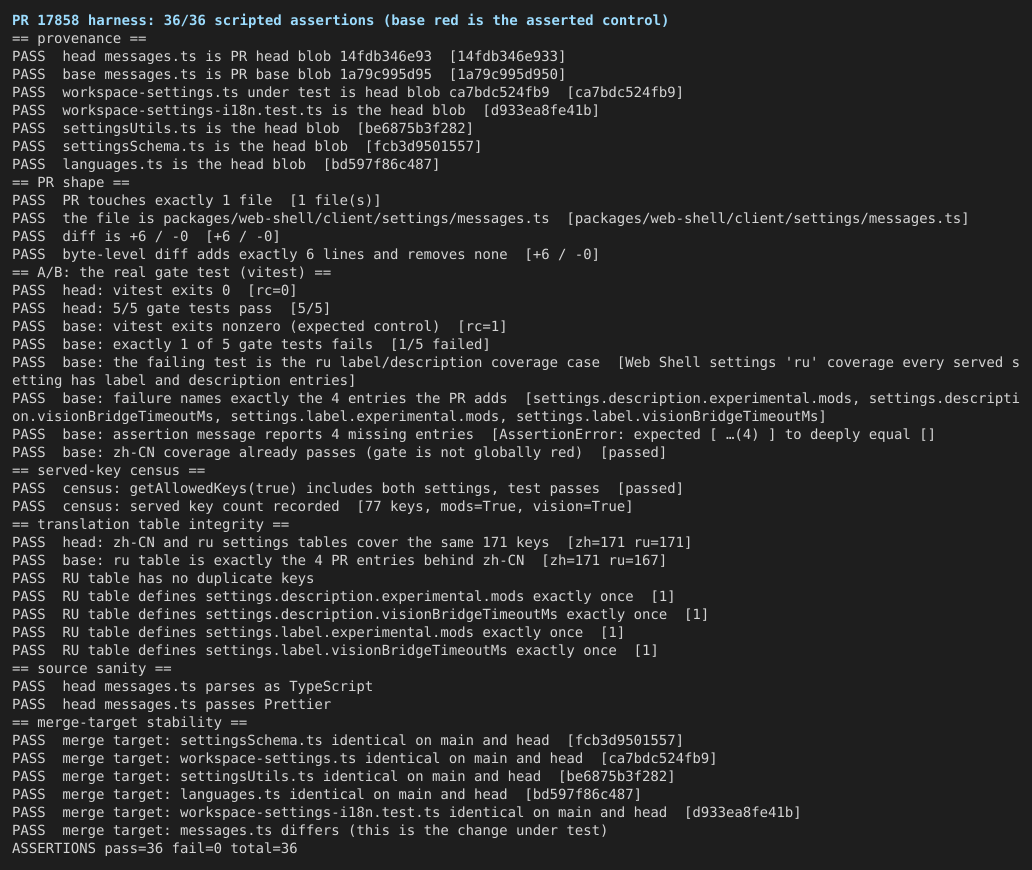 PR 17858 harness: 36/36 scripted assertions (base red is the asserted control)
== provenance ==
PASS  head messages.ts is PR head blob 14fdb346e93  [14fdb346e933]
PASS  base messages.ts is PR base blob 1a79c995d95  [1a79c995d950]
PASS  workspace-settings.ts under test is head blob ca7bdc524fb9  [ca7bdc524fb9]
PASS  workspace-settings-i18n.test.ts is the head blob  [d933ea8fe41b]
PASS  settingsUtils.ts is the head blob  [be6875b3f282]
PASS  settingsSchema.ts is the head blob  [fcb3d9501557]
PASS  languages.ts is the head blob  [bd597f86c487]
== PR shape ==
PASS  PR touches exactly 1 file  [1 file(s)]
PASS  the file is packages/web-shell/client/settings/messages.ts  [packages/web-shell/client/settings/messages.ts]
PASS  diff is +6 / -0  [+6 / -0]
PASS  byte-level diff adds exactly 6 lines and removes none  [+6 / -0]
== A/B: the real gate test (vitest) ==
PASS  head: vitest exits 0  [rc=0]
PASS  head: 5/5 gate tests pass  [5/5]
PASS  base: vitest exits nonzero (expected control)  [rc=1]
PASS  base: exactly 1 of 5 gate tests fails  [1/5 failed]
PASS  base: the failing test is the ru label/description coverage case  [Web Shell settings 'ru' coverage every served s
etting has label and description entries]
PASS  base: failure names exactly the 4 entries the PR adds  [settings.description.experimental.mods, settings.descripti
on.visionBridgeTimeoutMs, settings.label.experimental.mods, settings.label.visionBridgeTimeoutMs]
PASS  base: assertion message reports 4 missing entries  [AssertionError: expected [ …(4) ] to deeply equal []
PASS  base: zh-CN coverage already passes (gate is not globally red)  [passed]
== served-key census ==
PASS  census: getAllowedKeys(true) includes both settings, test passes  [passed]
PASS  census: served key count recorded  [77 keys, mods=True, vision=True]
== translation table integrity ==
PASS  head: zh-CN and ru settings tables cover the same 171 keys  [zh=171 ru=171]
PASS  base: ru table is exactly the 4 PR entries behind zh-CN  [zh=171 ru=167]
PASS  RU table has no duplicate keys
PASS  RU table defines settings.description.experimental.mods exactly once  [1]
PASS  RU table defines settings.description.visionBridgeTimeoutMs exactly once  [1]
PASS  RU table defines settings.label.experimental.mods exactly once  [1]
PASS  RU table defines settings.label.visionBridgeTimeoutMs exactly once  [1]
== source sanity ==
PASS  head messages.ts parses as TypeScript
PASS  head messages.ts passes Prettier
== merge-target stability ==
PASS  merge target: settingsSchema.ts identical on main and head  [fcb3d9501557]
PASS  merge target: workspace-settings.ts identical on main and head  [ca7bdc524fb9]
PASS  merge target: settingsUtils.ts identical on main and head  [be6875b3f282]
PASS  merge target: languages.ts identical on main and head  [bd597f86c487]
PASS  merge target: workspace-settings-i18n.test.ts identical on main and head  [d933ea8fe41b]
PASS  merge target: messages.ts differs (this is the change under test)
ASSERTIONS pass=36 fail=0 total=36